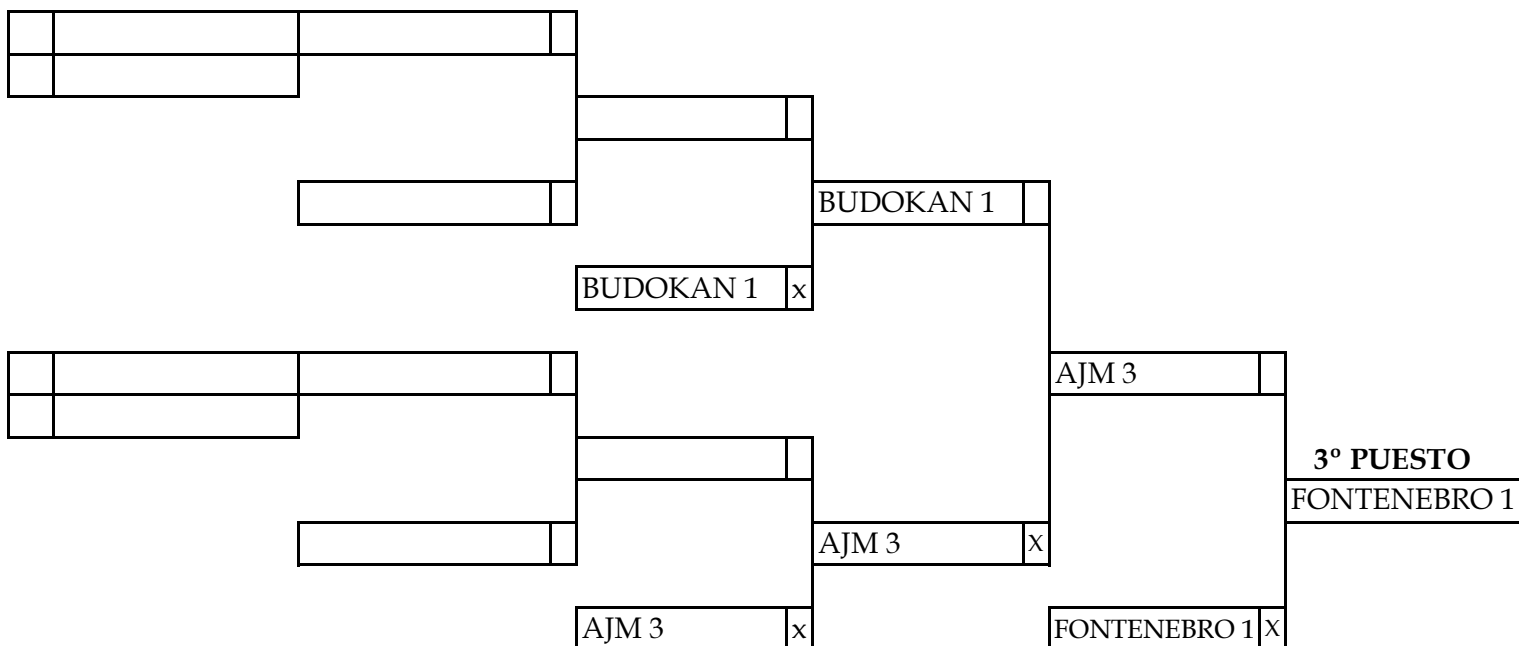 BUDOKAN 1
BUDOKAN 1 x
AJM 3
3º PUESTO
FONTENEBRO 1
AJM 3 X
AJM 3 x
FONTENEBRO 1 X